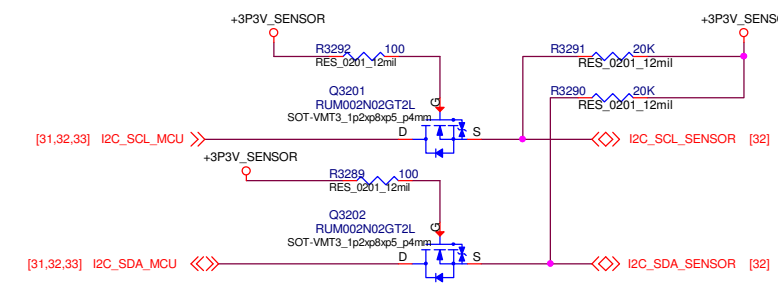 +3P3V_SENSOR
+3P3V_SENS
R3292 100
RES_0201_12mil
R3291 20K
RES_0201_12mil
Q3201
RUM002N02GT2L
SOT-VMT3_1p2xp8xp5_p4mm
G
R3290 20K
RES_0201_12mil
[31,32,33] I2C_SCL_MCU
D
S
I2C_SCL_SENSOR [32]
+3P3V_SENSOR
R3289 100
RES_0201_12mil
Q3202
RUM002N02GT2L
SOT-VMT3_1p2xp8xp5_p4mm
G
[31,32,33] I2C_SDA_MCU
D
S
I2C_SDA_SENSOR [32]